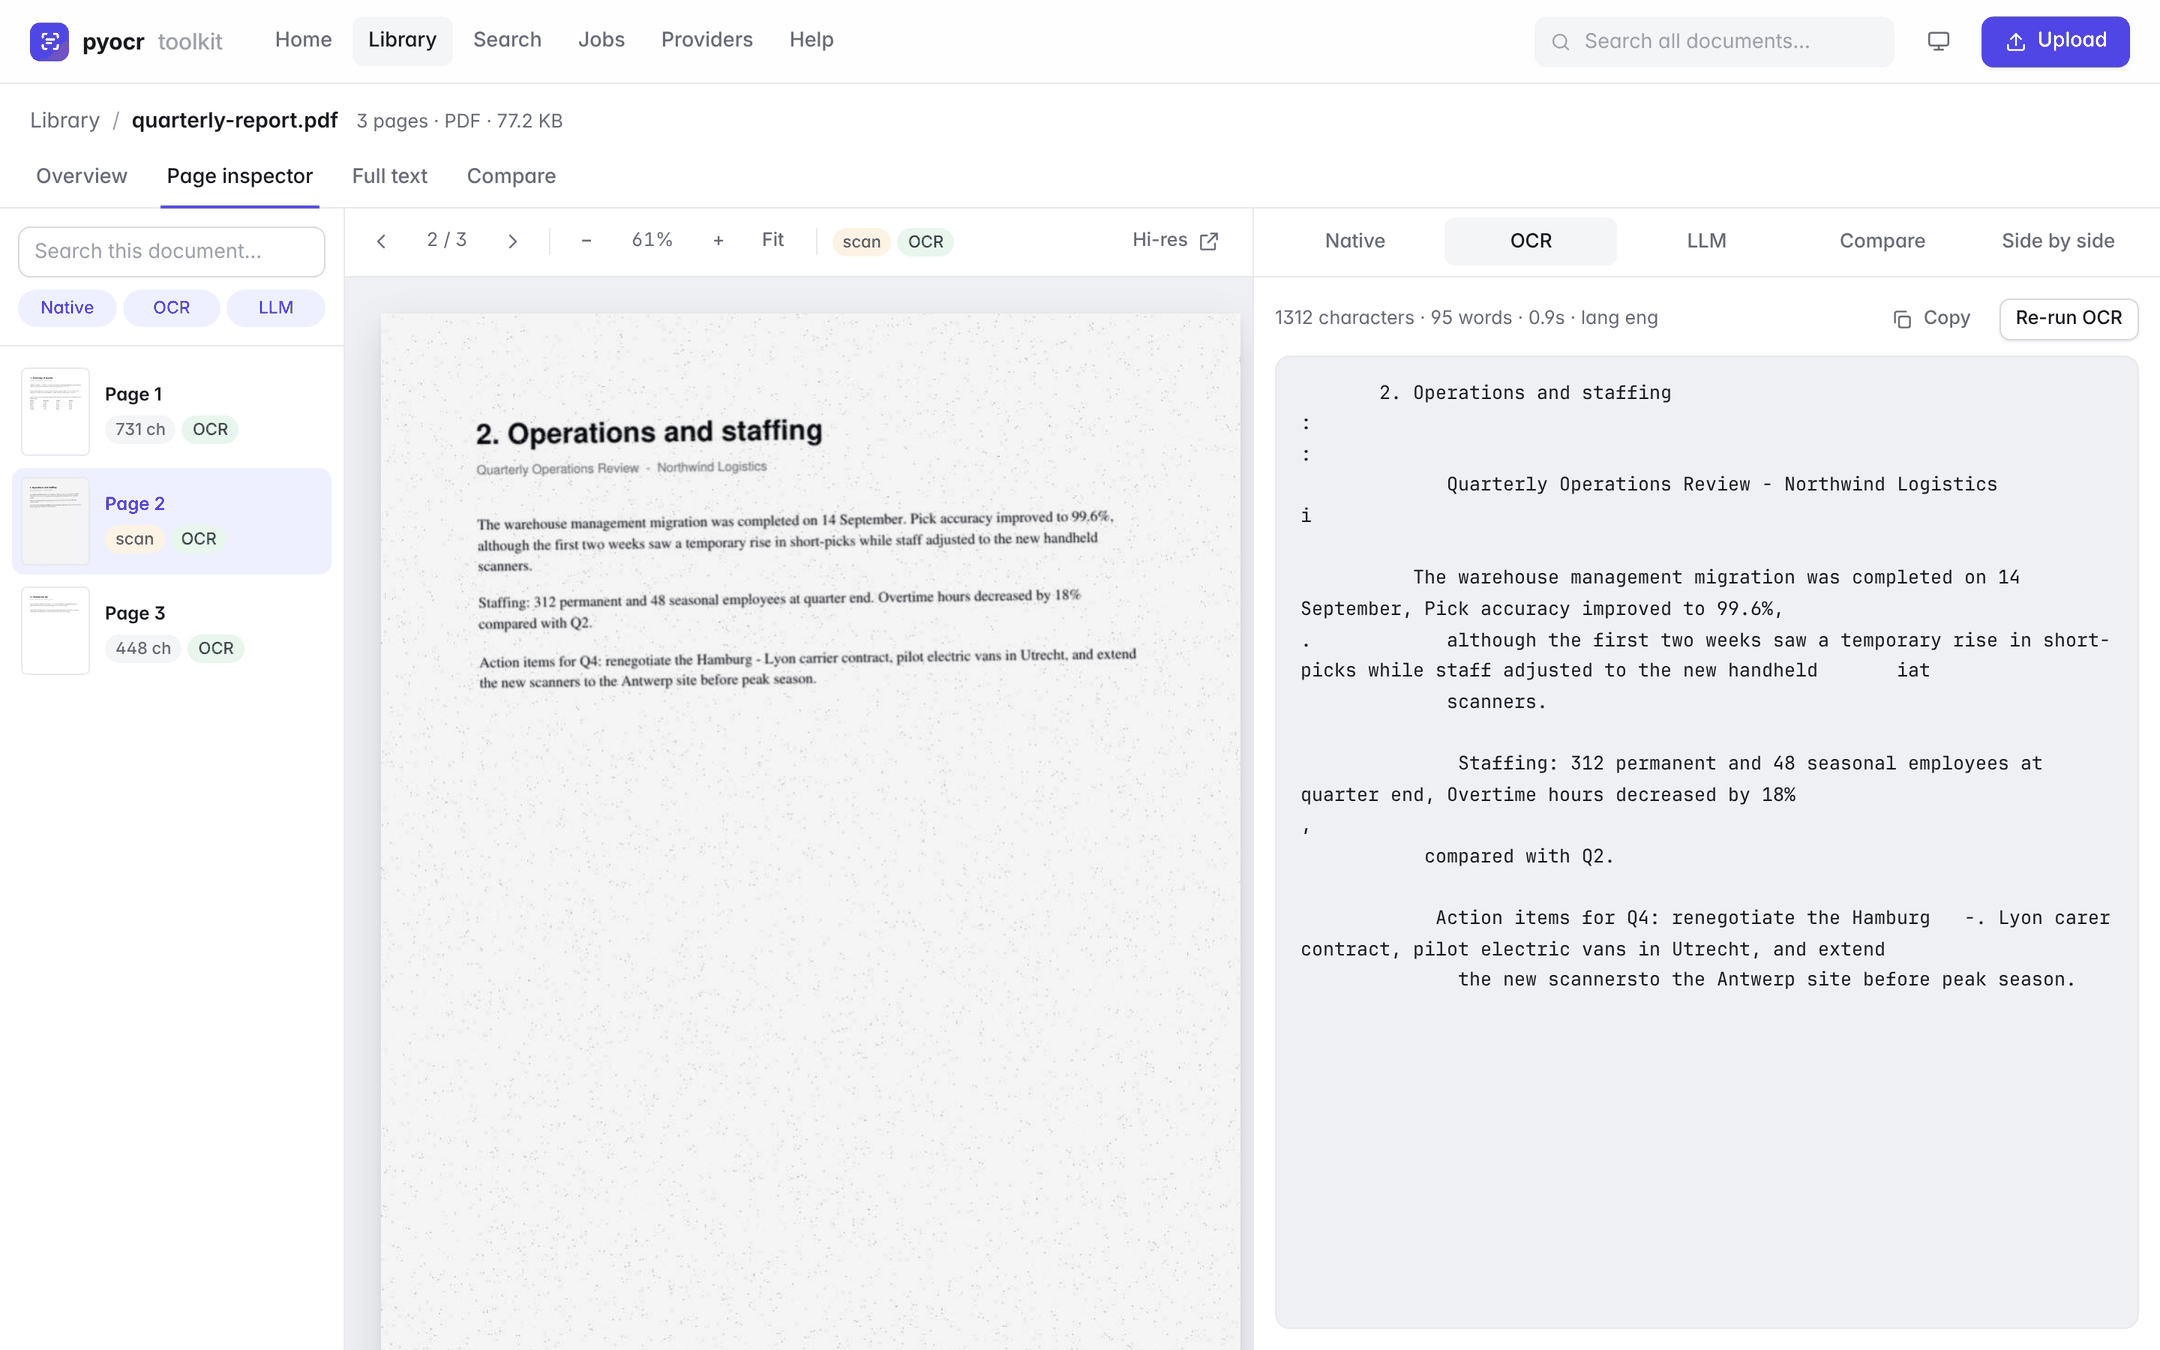 pyocr toolkit
Home
Library
Search
Jobs
Providers
Help
Search all documents...
Upload
Library / quarterly-report.pdf 3 pages · PDF · 77.2 KB
Overview
Page inspector
Full text
Compare
Search this document...
Native
OCR
LLM
Page 1
731 ch
OCR
Page 2
scan
OCR
Page 3
448 ch
OCR
2 / 3
−
61%
+
Fit
scan
OCR
Hi-res
2. Operations and staffing
Quarterly Operations Review - Northwind Logistics
The warehouse management migration was completed on 14 September. Pick accuracy improved to 99.6%,
although the first two weeks saw a temporary rise in short-picks while staff adjusted to the new handheld
scanners.
Staffing: 312 permanent and 48 seasonal employees at quarter end. Overtime hours decreased by 18%
compared with Q2.
Action items for Q4: renegotiate the Hamburg - Lyon carrier contract, pilot electric vans in Utrecht, and extend
the new scanners to the Antwerp site before peak season.
Native
OCR
LLM
Compare
Side by side
1312 characters · 95 words · 0.9s · lang eng
Copy
Re-run OCR
2. Operations and staffing
:
:
Quarterly Operations Review - Northwind Logistics
i
The warehouse management migration was completed on 14
September, Pick accuracy improved to 99.6%,
. although the first two weeks saw a temporary rise in short-
picks while staff adjusted to the new handheld iat
scanners.
Staffing: 312 permanent and 48 seasonal employees at
quarter end, Overtime hours decreased by 18%
,
compared with Q2.
Action items for Q4: renegotiate the Hamburg -. Lyon carer
contract, pilot electric vans in Utrecht, and extend
the new scannersto the Antwerp site before peak season.